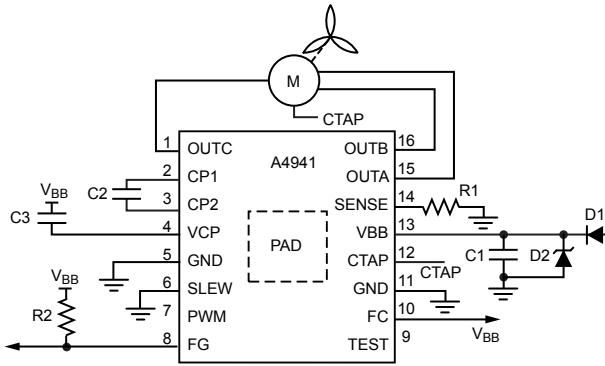 M
CTAP
1 OUTC A4941 OUTB 16
2 CP1 OUTA 15
C2
3 CP2 SENSE 14 R1
VBB
C3
4 VCP PAD VBB 13 D1
5 GND CTAP 12 CTAP C1 D2
6 SLEW GND 11
VBB
R2
7 PWM FC 10 VBB
8 FG TEST 9